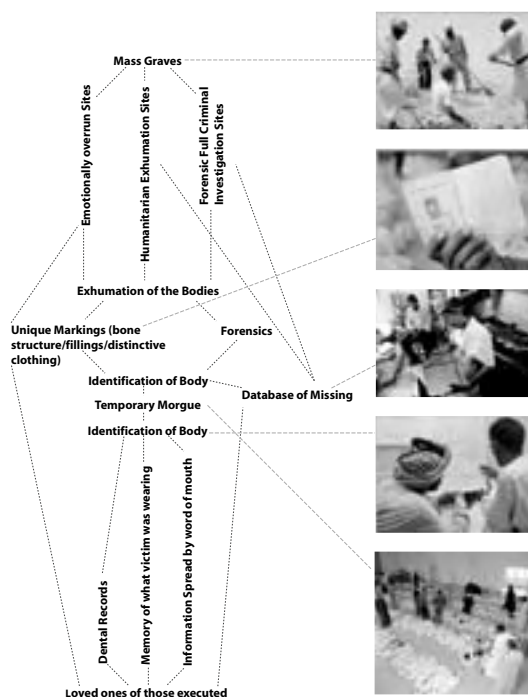 Mass Graves
Emotionally overrun Sites
Humanitarian Exhumation Sites
Forensic Full Criminal
Investigation Sites
Exhumation of the Bodies
Unique Markings (bone
structure/fillings/distinctive
clothing)
Forensics
Identification of Body
Database of Missing
Temporary Morgue
Identification of Body
Dental Records
Memory of what victim was wearing
Information Spread by word of mouth
Loved ones of those executed